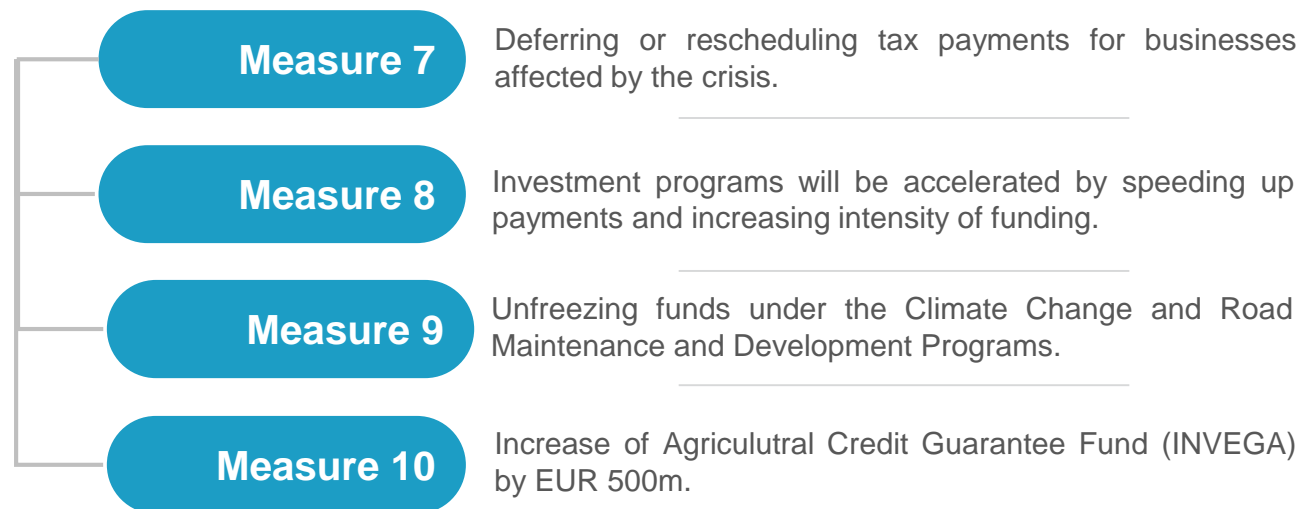 Measure 7
Deferring or rescheduling tax payments for businesses
affected by the crisis.
Measure 8
Investment programs will be accelerated by speeding up
payments and increasing intensity of funding.
Measure 9
Unfreezing funds under the Climate Change and Road
Maintenance and Development Programs.
Measure 10
Increase of Agriculutral Credit Guarantee Fund (INVEGA)
by EUR 500m.